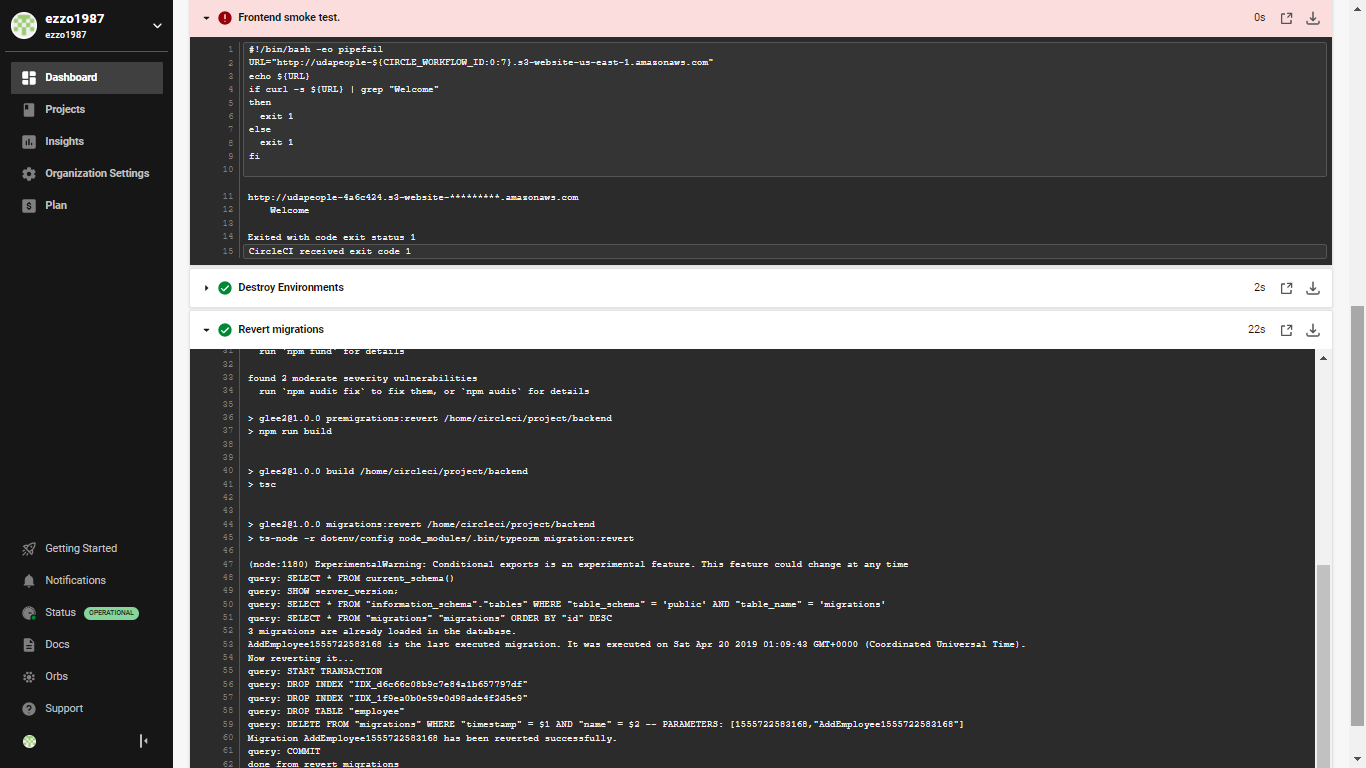 ezzo1987
ezzo1987
Dashboard
Projects
Insights
Organization Settings
Plan
Getting Started
Notifications
Status OPERATIONAL
Docs
Orbs
Support
Frontend smoke test. 0s
1 #!/bin/bash -eo pipefail
2 URL="http://udapeople-${CIRCLE_WORKFLOW_ID:0:7}.s3-website-us-east-1.amazonaws.com"
3 echo ${URL}
4 if curl -s ${URL} | grep "Welcome"
5 then
6 exit 1
7 else
8 exit 1
9 fi
10
11 http://udapeople-4a6c424.s3-website-*********.amazonaws.com
12 Welcome
13
14 Exited with code exit status 1
15 CircleCI received exit code 1
Destroy Environments 2s
Revert migrations 22s
31 run `npm fund` for details
32
33 found 2 moderate severity vulnerabilities
34 run `npm audit fix` to fix them, or `npm audit` for details
35
36 > glee2@1.0.0 premigrations:revert /home/circleci/project/backend
37 > npm run build
38
39
40 > glee2@1.0.0 build /home/circleci/project/backend
41 > tsc
42
43
44 > glee2@1.0.0 migrations:revert /home/circleci/project/backend
45 > ts-node -r dotenv/config node_modules/.bin/typeorm migration:revert
46
47 (node:1180) ExperimentalWarning: Conditional exports is an experimental feature. This feature could change at any time
48 query: SELECT * FROM current_schema()
49 query: SHOW server_version;
50 query: SELECT * FROM "information_schema"."tables" WHERE "table_schema" = 'public' AND "table_name" = 'migrations'
51 query: SELECT * FROM "migrations" "migrations" ORDER BY "id" DESC
52 3 migrations are already loaded in the database.
53 AddEmployee1555722583168 is the last executed migration. It was executed on Sat Apr 20 2019 01:09:43 GMT+0000 (Coordinated Universal Time).
54 Now reverting it...
55 query: START TRANSACTION
56 query: DROP INDEX "IDX_d6c66c08b9c7e84a1b657797df"
57 query: DROP INDEX "IDX_1f9ea0b0e59e0d98ade4f2d5e9"
58 query: DROP TABLE "employee"
59 query: DELETE FROM "migrations" WHERE "timestamp" = $1 AND "name" = $2 -- PARAMETERS: [1555722583168,"AddEmployee1555722583168"]
60 Migration AddEmployee1555722583168 has been reverted successfully.
61 query: COMMIT
62 done from revert migrations